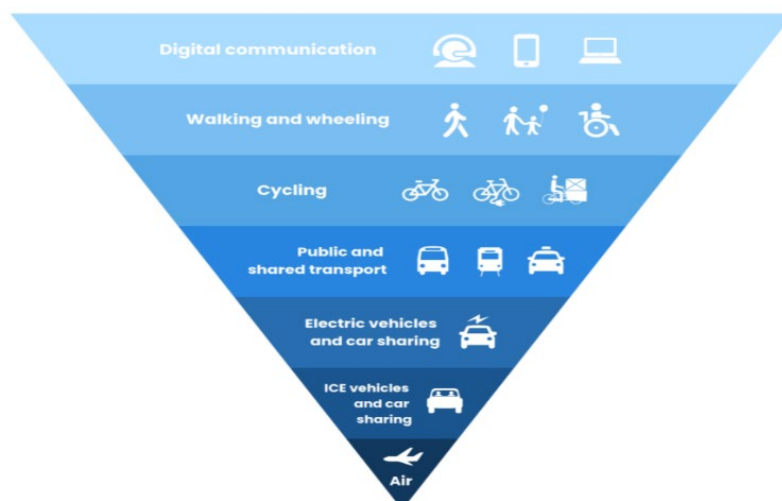 Digital communication
Walking and wheeling
Cycling
Public and
shared transport
Electric vehicles
and car sharing
ICE vehicles
and car
sharing
Air